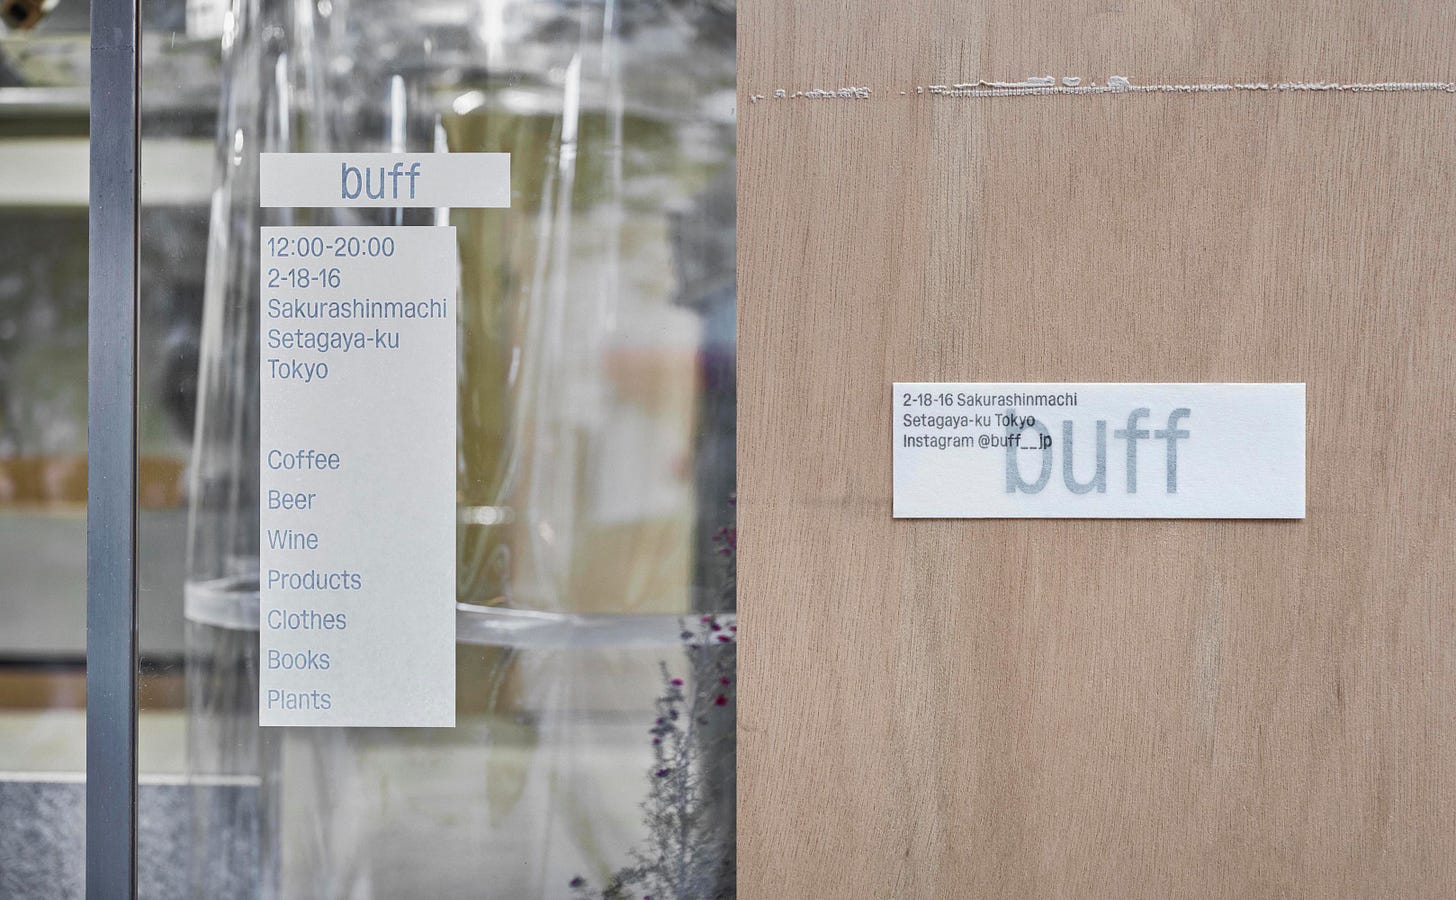 buff
12:00-20:00
2-18-16
Sakurashinmachi
Setagaya-ku
Tokyo
Coffee
Beer
Wine
Products
Clothes
Books
Plants
2-18-16 Sakurashinmachi
Setagaya-ku Tokyo
Instagram @buff__jp
buff